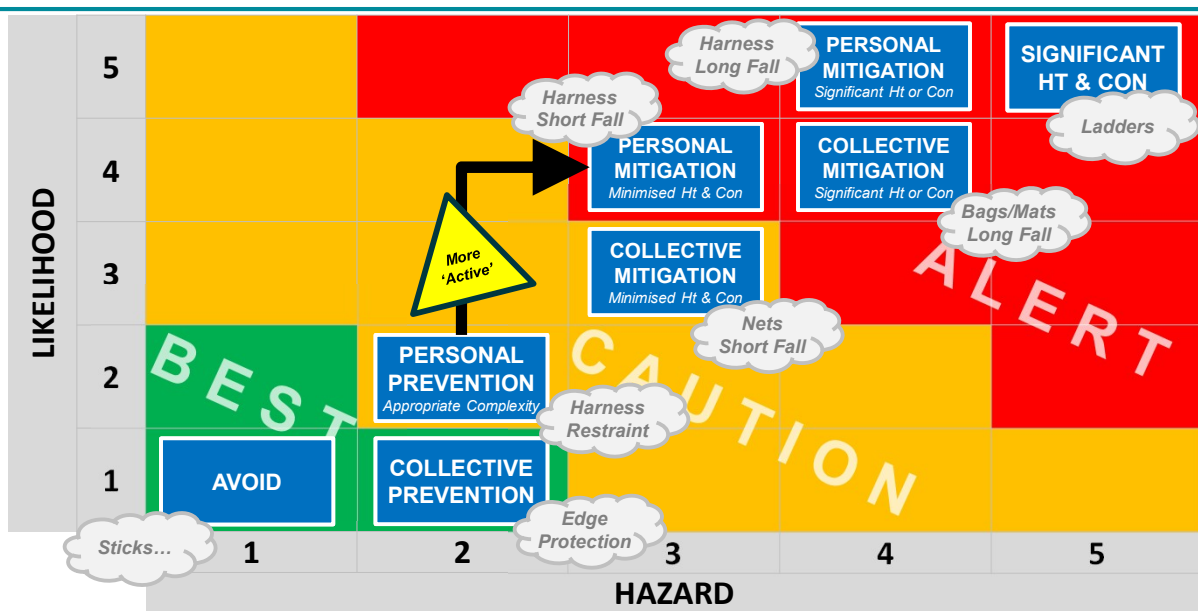 LIKELIHOOD
5
4
3
2
1
Harness
Long Fall
PERSONAL
MITIGATION
Significant Ht or Con
SIGNIFICANT
HT & CON
Ladders
Harness
Short Fall
PERSONAL
MITIGATION
Minimised Ht & Con
COLLECTIVE
MITIGATION
Significant Ht or Con
Bags/Mats
Long Fall
More
‘Active’
COLLECTIVE
MITIGATION
Minimised Ht & Con
Nets
Short Fall
ALERT
BEST
PERSONAL
PREVENTION
Appropriate Complexity
Harness
Restraint
CAUTION
AVOID
COLLECTIVE
PREVENTION
Edge
Protection
Sticks…
1
2
3
4
5
HAZARD